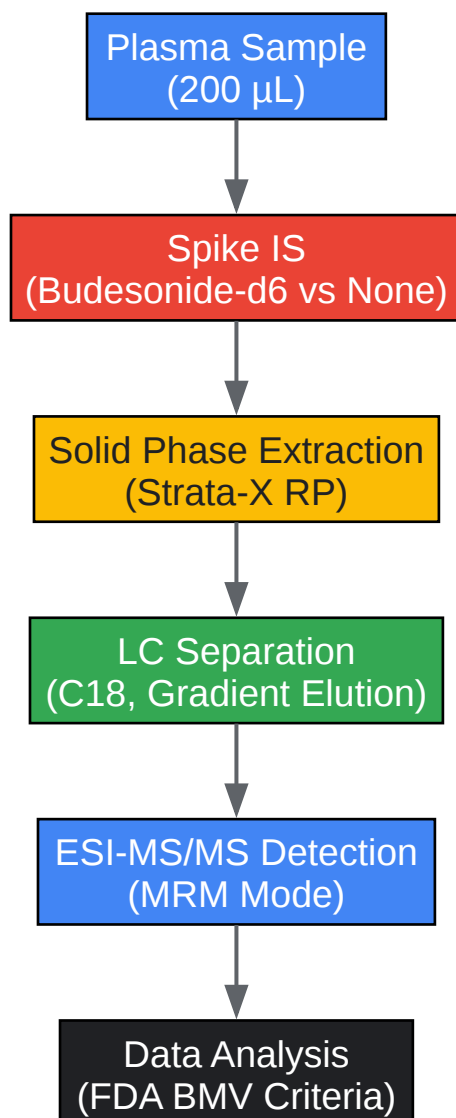 Plasma Sample
(200 µL)
Spike IS
(Budesonide-d6 vs None)
Solid Phase Extraction
(Strata-X RP)
LC Separation
(C18, Gradient Elution)
ESI-MS/MS Detection
(MRM Mode)
Data Analysis
(FDA BMV Criteria)